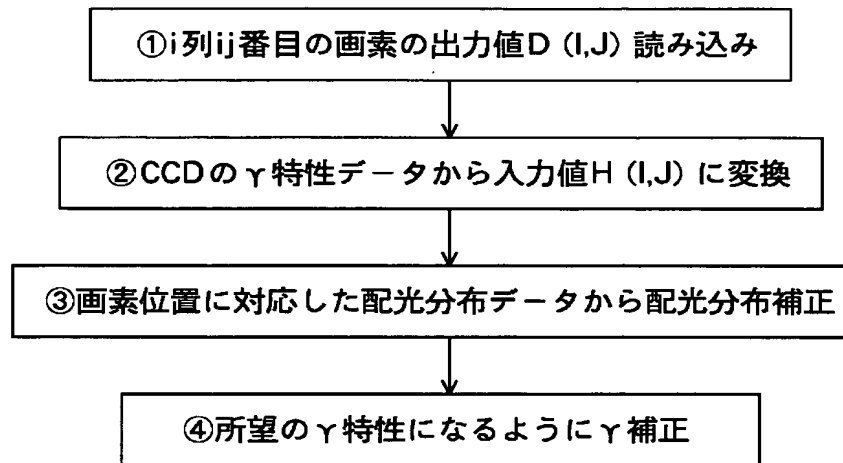 ①i列ij番目の画素の出力値D (I,J) 読み込み
②CCDのγ特性データから入力値H (I,J) に変換
③画素位置に対応した配光分布データから配光分布補正
④所望のγ特性になるようにγ補正